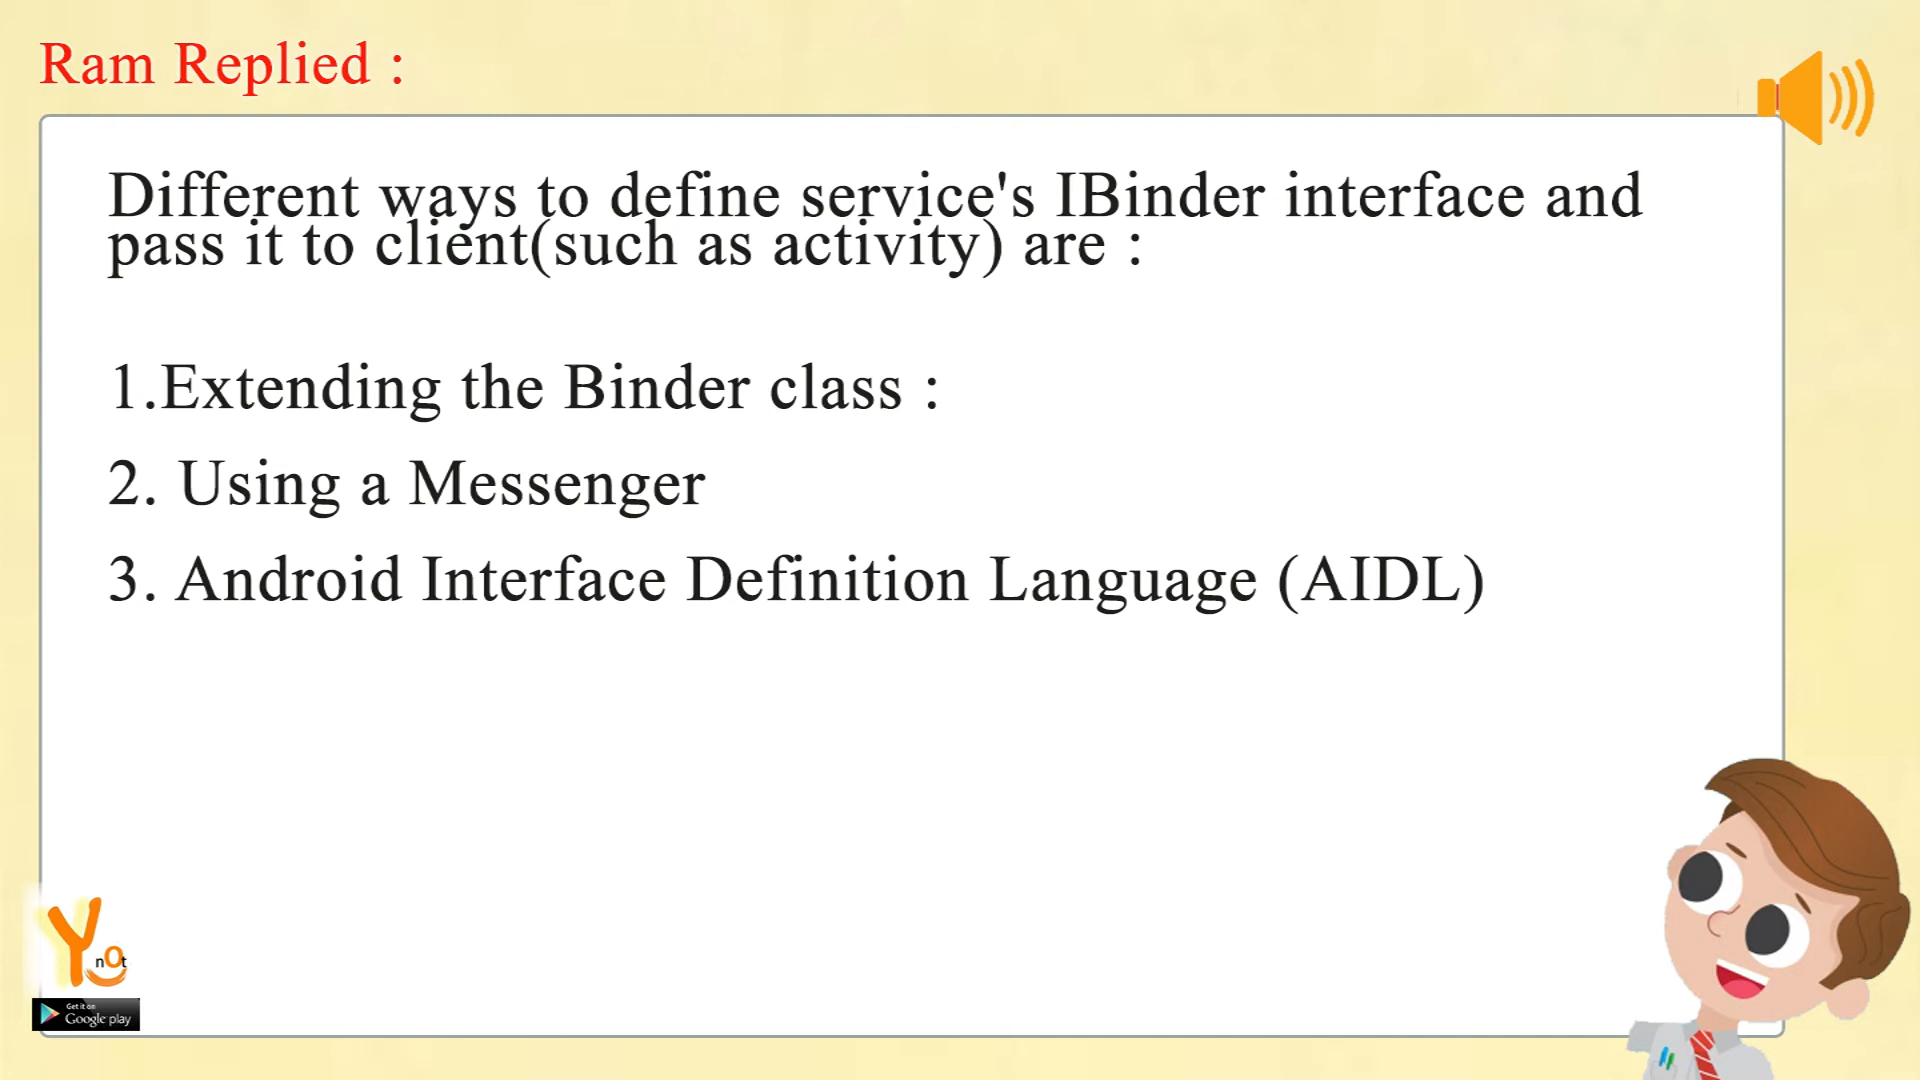 Ram Replied :
Different ways to define service's IBinder interface and
pass it to client(such as activity) are :
1.Extending the Binder class :
2. Using a Messenger
3. Android Interface Definition Language (AIDL)
Y nOt
Get it on
Google play